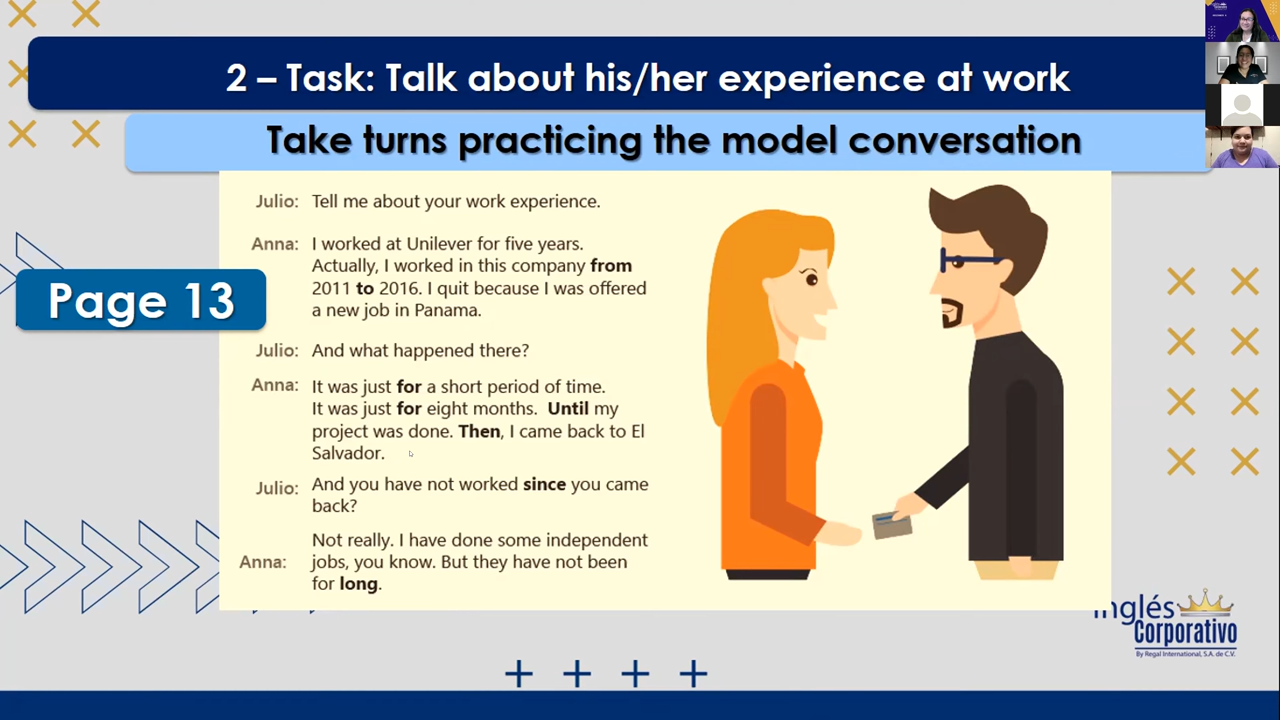 2 – Task: Talk about his/her experience at work
Take turns practicing the model conversation
Page 13
Julio: Tell me about your work experience.
Anna: I worked at Unilever for five years.
Actually, I worked in this company from
2011 to 2016. I quit because I was offered
a new job in Panama.
Julio: And what happened there?
Anna: It was just for a short period of time.
It was just for eight months. Until my
project was done. Then, I came back to El
Salvador.
Julio: And you have not worked since you came
back?
Not really. I have done some independent
Anna: jobs, you know. But they have not been
for long.
Inglés
Corporativo
By Regal International, S.A. de C.V.